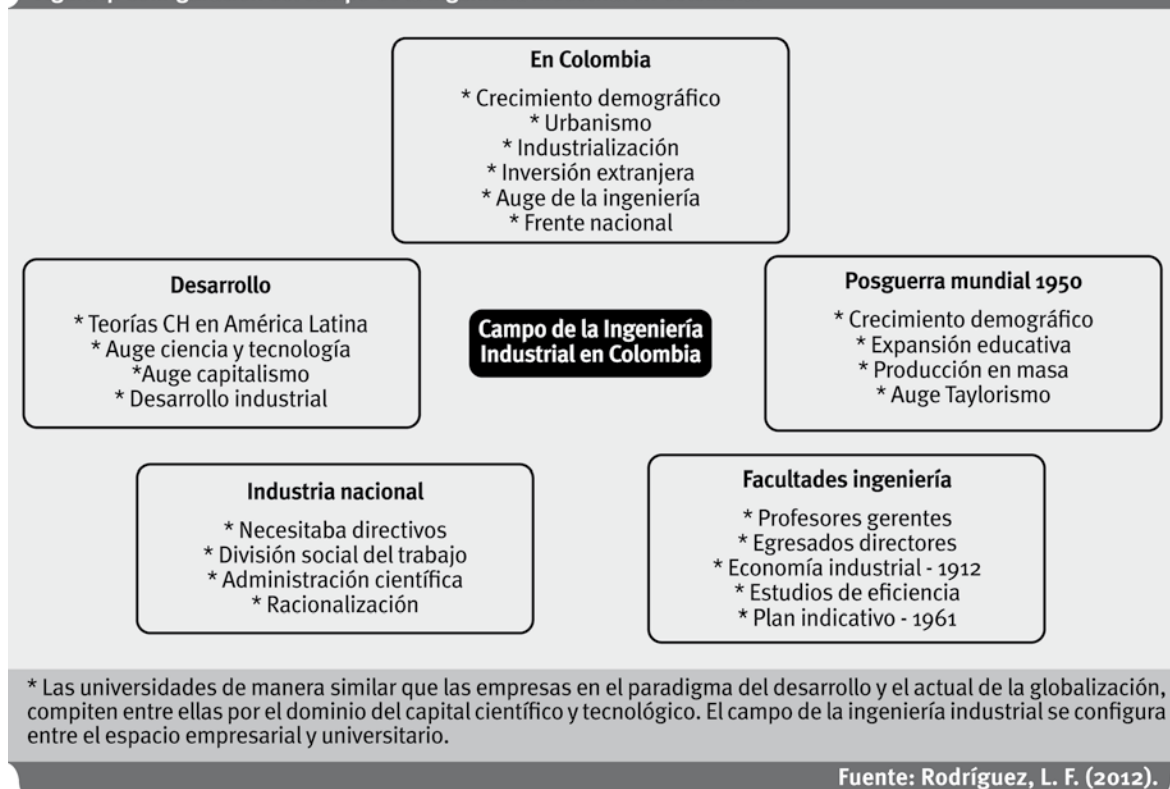 En Colombia
* Crecimiento demográfico
* Urbanismo
* Industrialización
* Inversión extranjera
* Auge de la ingeniería
* Frente nacional
Desarrollo
* Teorías CH en América Latina
* Auge ciencia y tecnología
*Auge capitalismo
* Desarrollo industrial
Campo de la Ingeniería
Industrial en Colombia
Posguerra mundial 1950
* Crecimiento demográfico
* Expansión educativa
* Producción en masa
* Auge Taylorismo
Industria nacional
* Necesitaba directivos
* División social del trabajo
* Administración científica
* Racionalización
Facultades ingeniería
* Profesores gerentes
* Egresados directores
* Economía industrial - 1912
* Estudios de eficiencia
* Plan indicativo - 1961
* Las universidades de manera similar que las empresas en el paradigma del desarrollo y el actual de la globalización,
compiten entre ellas por el dominio del capital científico y tecnológico. El campo de la ingeniería industrial se configura
entre el espacio empresarial y universitario.
Fuente: Rodríguez, L. F. (2012).